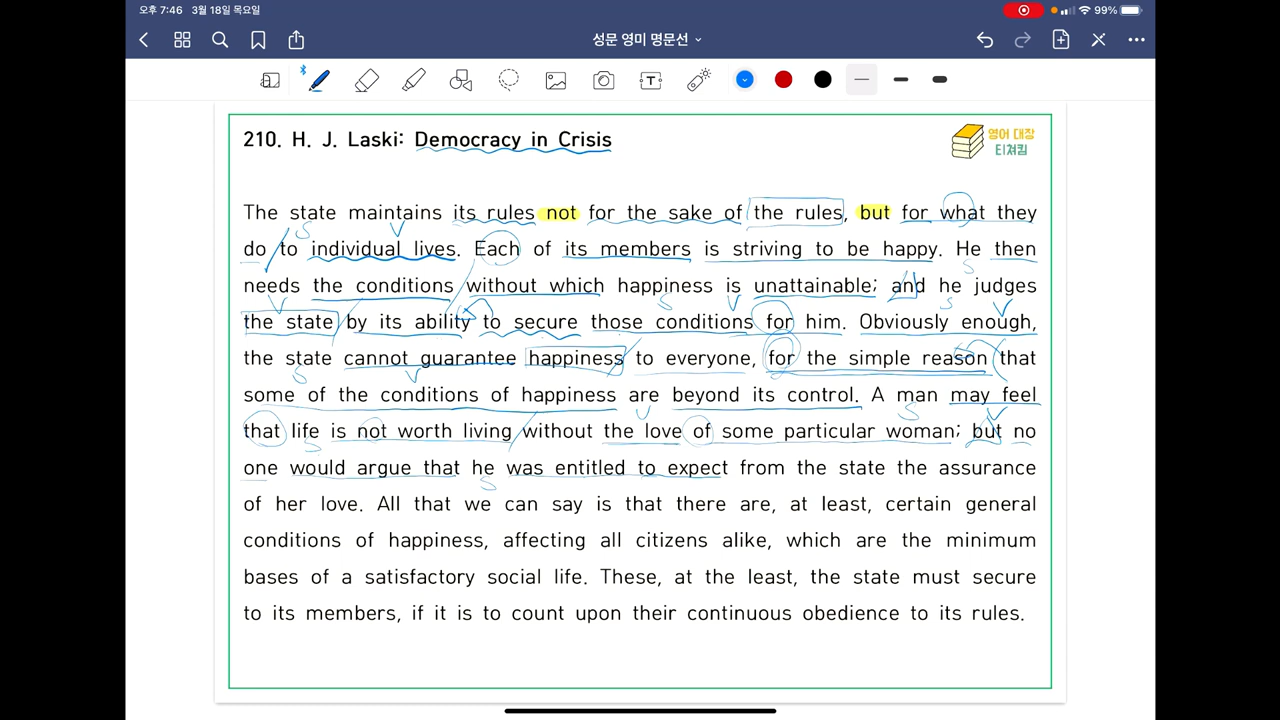 오후 7:46 3월 18일 목요일
99%
성문 영미 명문선
T
210. H. J. Laski: Democracy in Crisis
영어 대장
티쳐킴
The state maintains its rules not for the sake of the rules, but for what they
do to individual lives. Each of its members is striving to be happy. He then
needs the conditions without which happiness is unattainable; and he judges
the state by its ability to secure those conditions for him. Obviously enough,
the state cannot guarantee happiness to everyone, for the simple reason that
some of the conditions of happiness are beyond its control. A man may feel
that life is not worth living without the love of some particular woman; but no
one would argue that he was entitled to expect from the state the assurance
of her love. All that we can say is that there are, at least, certain general
conditions of happiness, affecting all citizens alike, which are the minimum
bases of a satisfactory social life. These, at the least, the state must secure
to its members, if it is to count upon their continuous obedience to its rules.